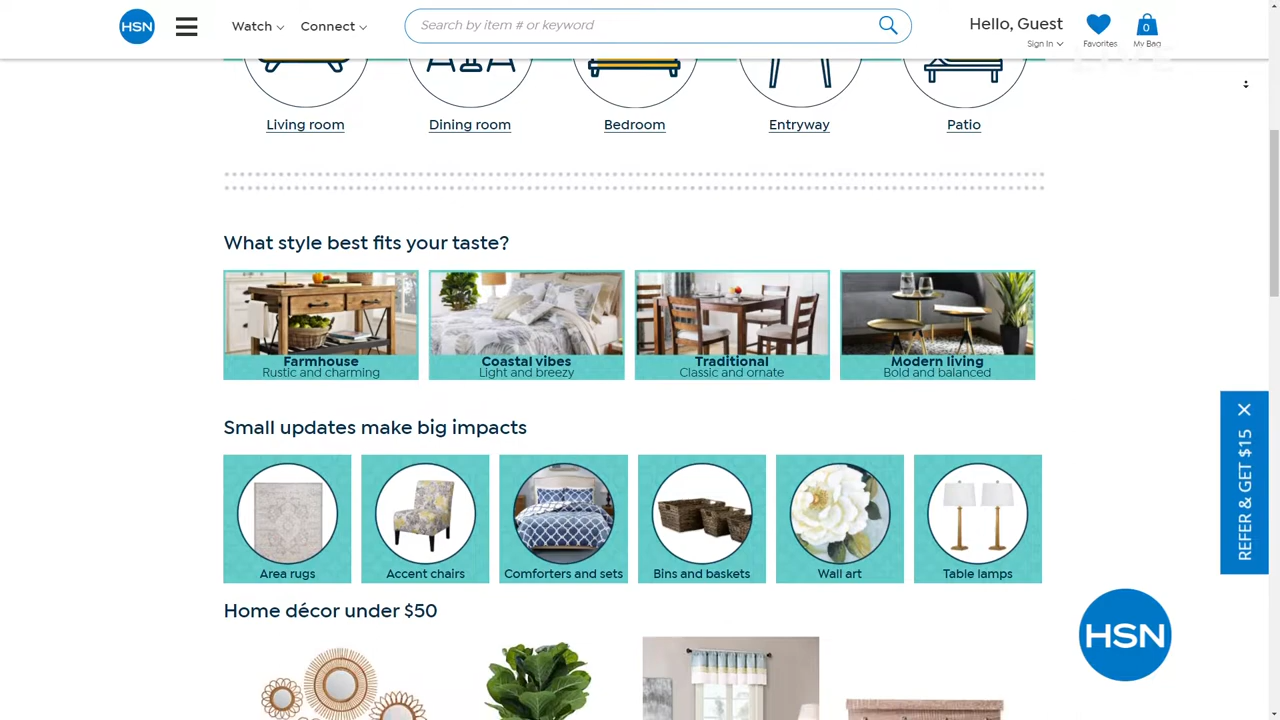 HSN
Watch
Connect
Search by item # or keyword
Hello, Guest
Sign In
Favorites
0
My Bag
LIVE
Living room
Dining room
Bedroom
Entryway
Patio
What style best fits your taste?
Farmhouse
Rustic and charming
Coastal vibes
Light and breezy
Traditional
Classic and ornate
Modern living
Bold and balanced
Small updates make big impacts
Area rugs
Accent chairs
Comforters and sets
Bins and baskets
Wall art
Table lamps
Home décor under $50
REFER & GET $15
HSN